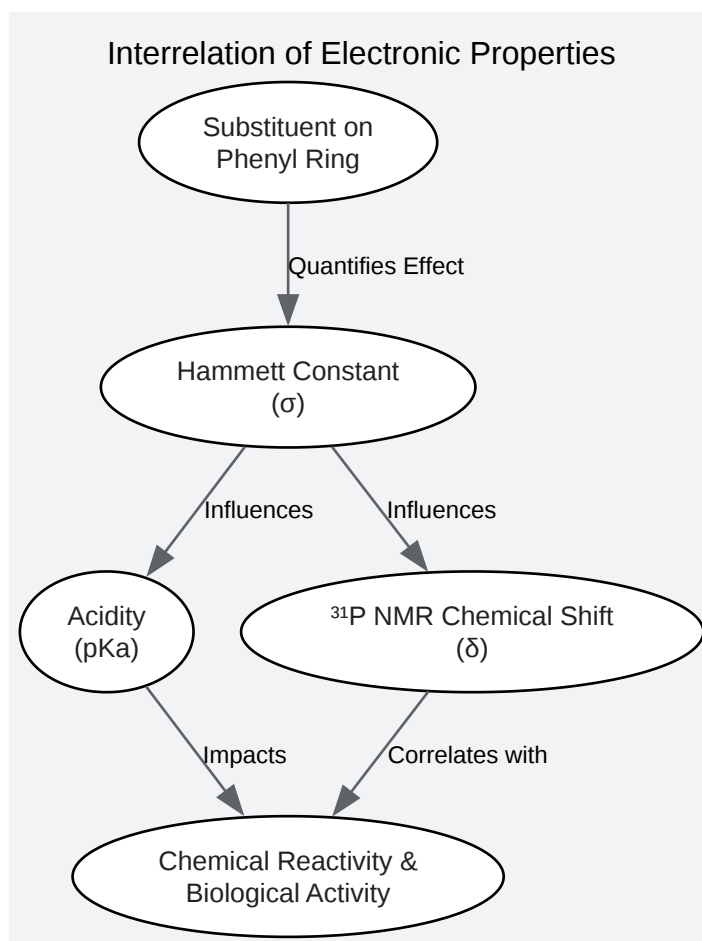 Interrelation of Electronic Properties
Substituent on
Phenyl Ring
Quantifies Effect
Hammett Constant
(σ)
Influences
Influences
Acidity
(pKa)
³¹P NMR Chemical Shift
(δ)
Impacts
Correlates with
Chemical Reactivity &
Biological Activity